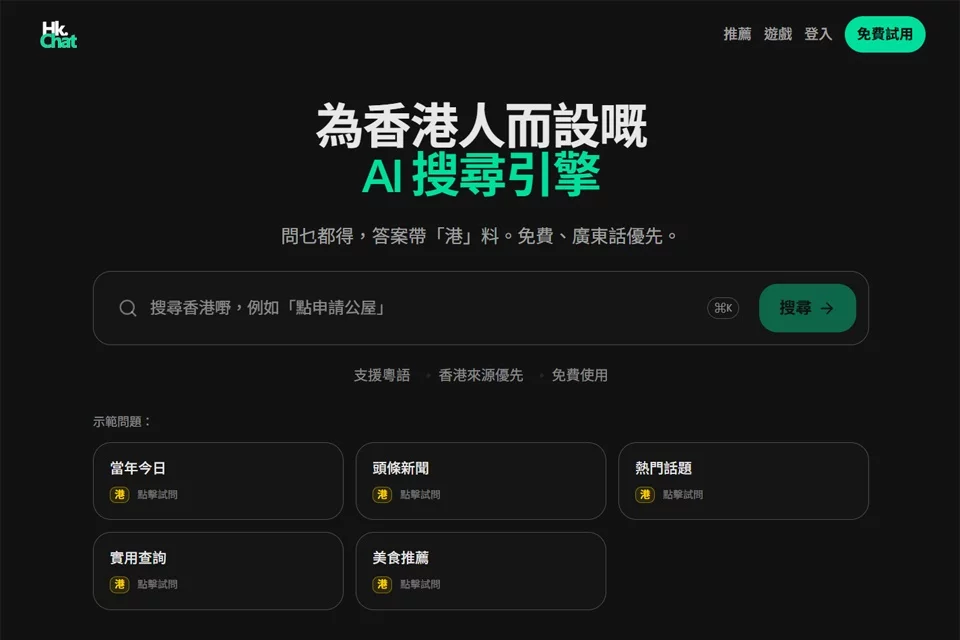 Hk.
Chat
推薦 遊戲 登入 免費試用
為香港人而設嘅
AI 搜尋引擎
問乜都得，答案帶「港」料。免費、廣東話優先。
搜尋香港嘢，例如「點申請公屋」 ⌘K 搜尋 →
支援粵語 • 香港來源優先 • 免費使用
示範問題：
當年今日
港 點擊試問
頭條新聞
港 點擊試問
熱門話題
港 點擊試問
實用查詢
港 點擊試問
美食推薦
港 點擊試問